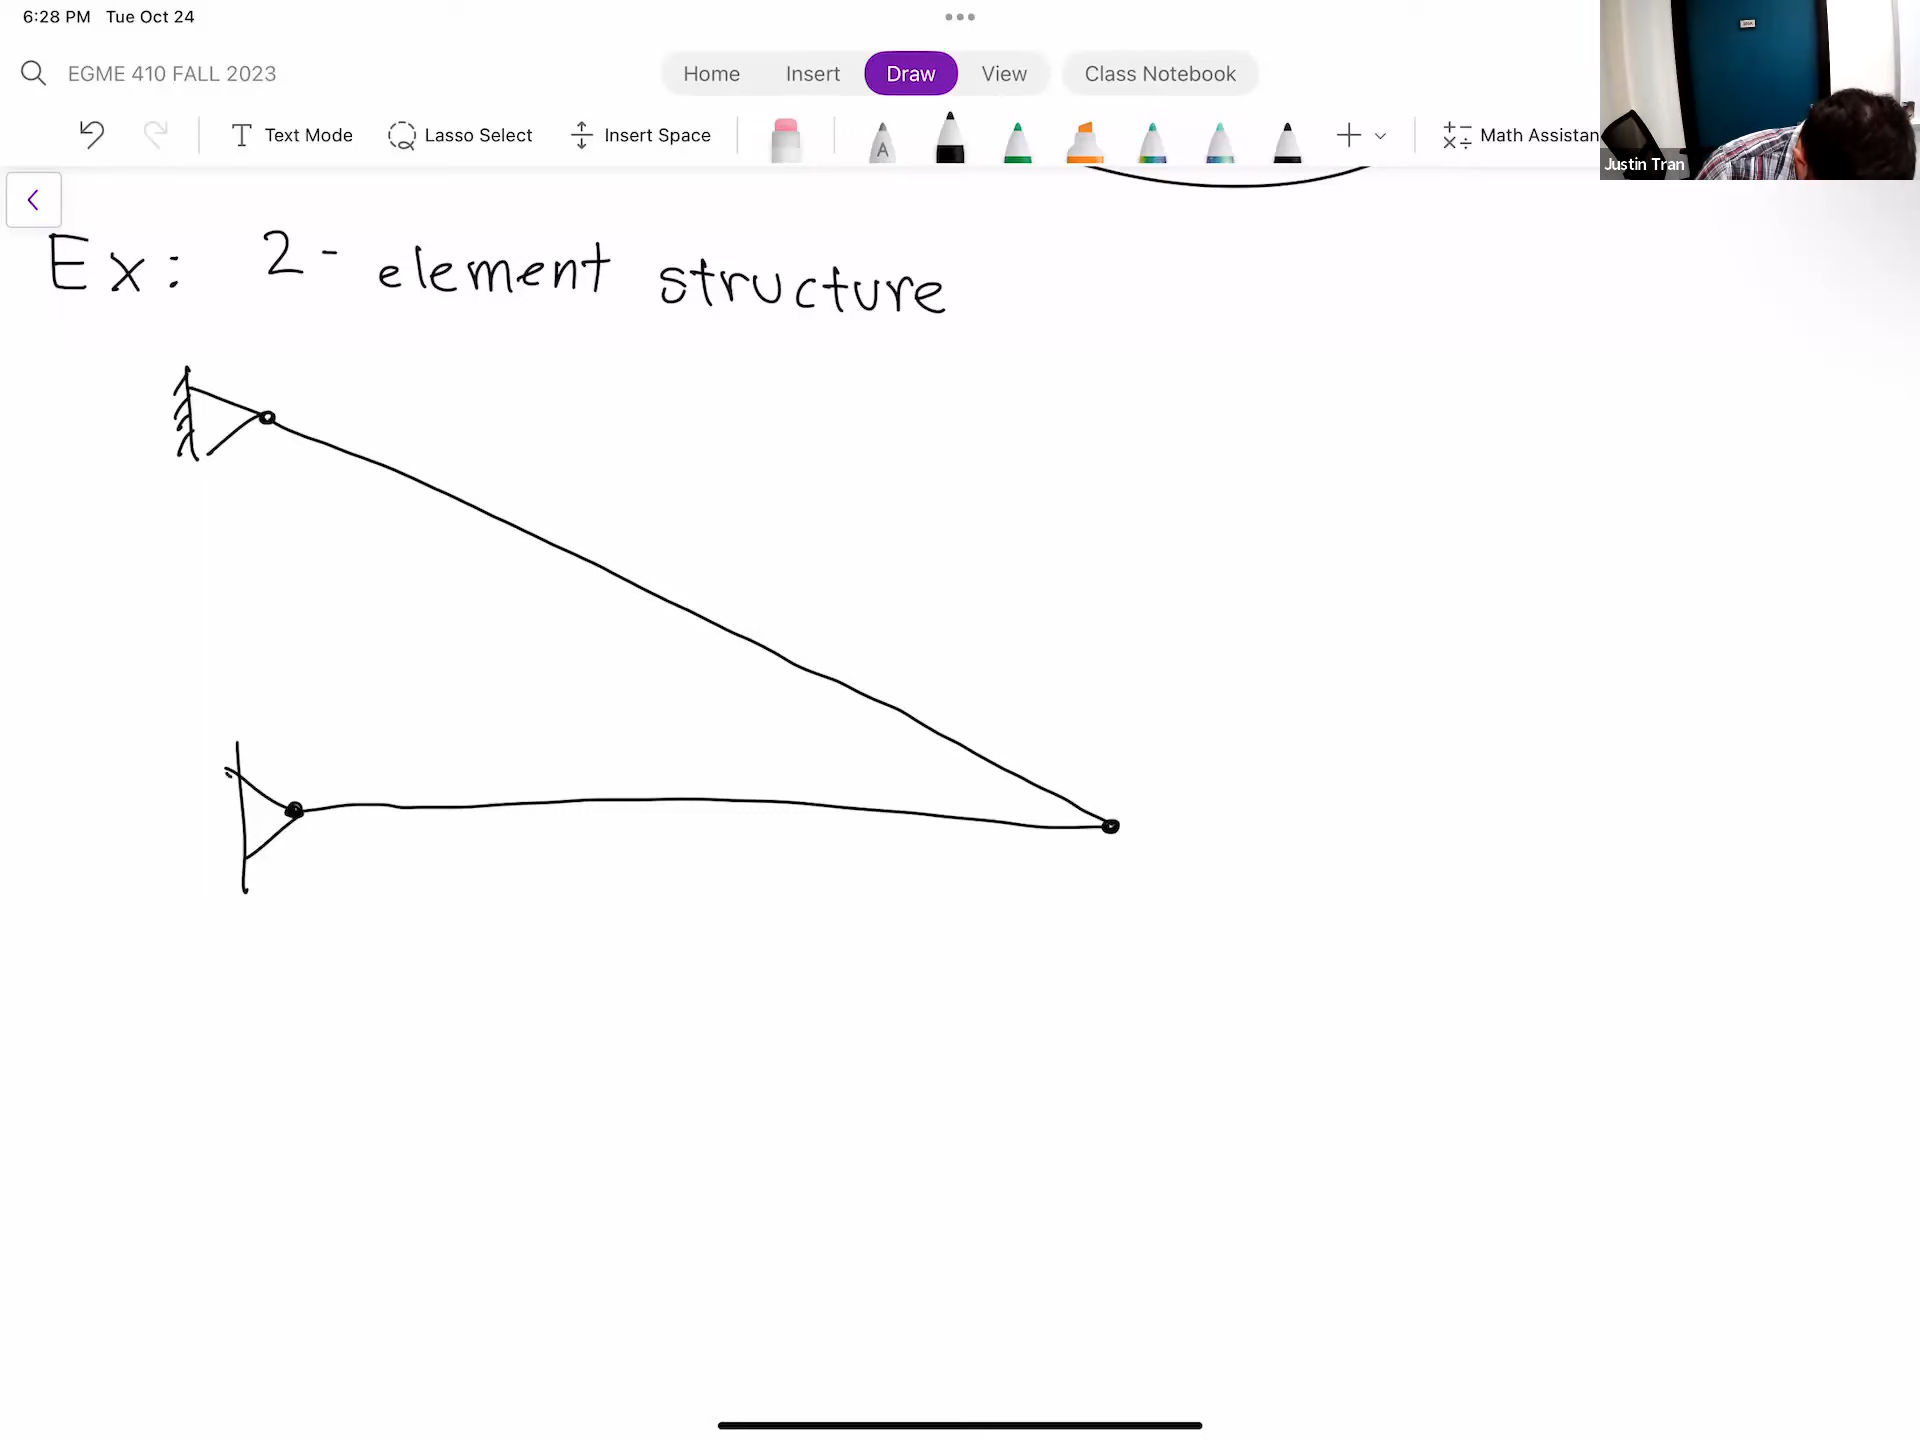 6:28 PM Tue Oct 24
EGME 410 FALL 2023
Home Insert Draw View Class Notebook
Text Mode Lasso Select Insert Space A Math Assistan
Justin Tran
Ex: 2- element structure